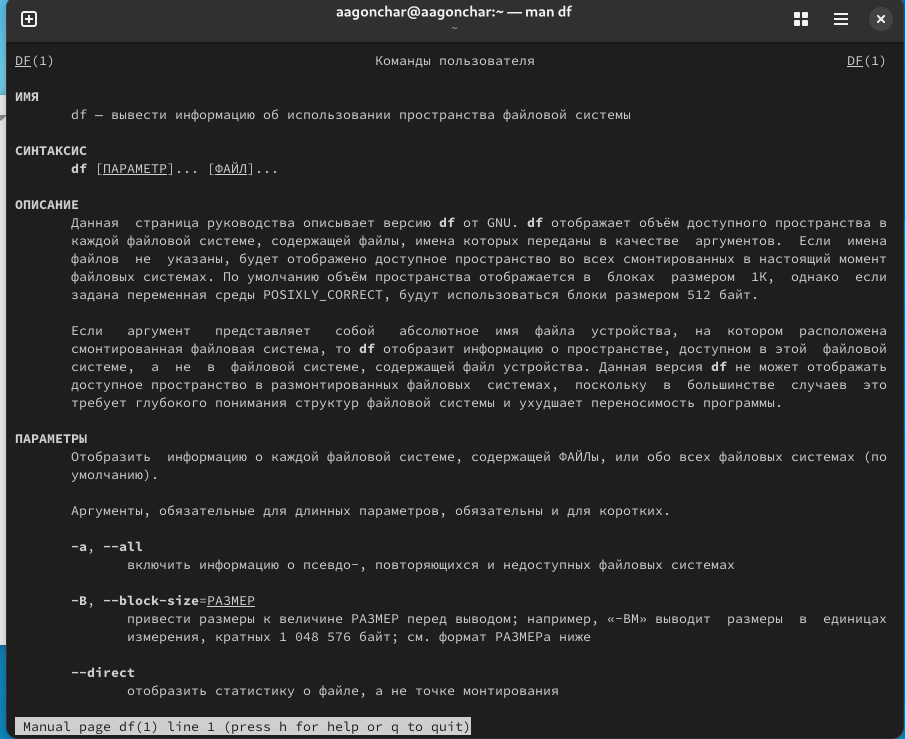 aagonchar@aagonchar:~ — man df
~
DF(1) Команды пользователя DF(1)
ИМЯ
df — вывести информацию об использовании пространства файловой системы
СИНТАКСИС
df [ПАРАМЕТР]... [ФАЙЛ]...
ОПИСАНИЕ
Данная страница руководства описывает версию df от GNU. df отображает объём доступного пространства в
каждой файловой системе, содержащей файлы, имена которых переданы в качестве аргументов. Если имена
файлов не указаны, будет отображено доступное пространство во всех смонтированных в настоящий момент
файловых системах. По умолчанию объём пространства отображается в блоках размером 1K, однако если
задана переменная среды POSIXLY_CORRECT, будут использоваться блоки размером 512 байт.
Если аргумент представляет собой абсолютное имя файла устройства, на котором расположена
смонтированная файловая система, то df отобразит информацию о пространстве, доступном в этой файловой
системе, а не в файловой системе, содержащей файл устройства. Данная версия df не может отображать
доступное пространство в размонтированных файловых системах, поскольку в большинстве случаев это
требует глубокого понимания структур файловой системы и ухудшает переносимость программы.
ПАРАМЕТРЫ
Отобразить информацию о каждой файловой системе, содержащей ФАЙЛы, или обо всех файловых системах (по
умолчанию).
Аргументы, обязательные для длинных параметров, обязательны и для коротких.
-a, --all
включить информацию о псевдо-, повторяющихся и недоступных файловых системах
-B, --block-size=РАЗМЕР
привести размеры к величине РАЗМЕР перед выводом; например, «-BM» выводит размеры в единицах
измерения, кратных 1 048 576 байт; см. формат РАЗМЕРа ниже
--direct
отобразить статистику о файле, а не точке монтирования
Manual page df(1) line 1 (press h for help or q to quit)